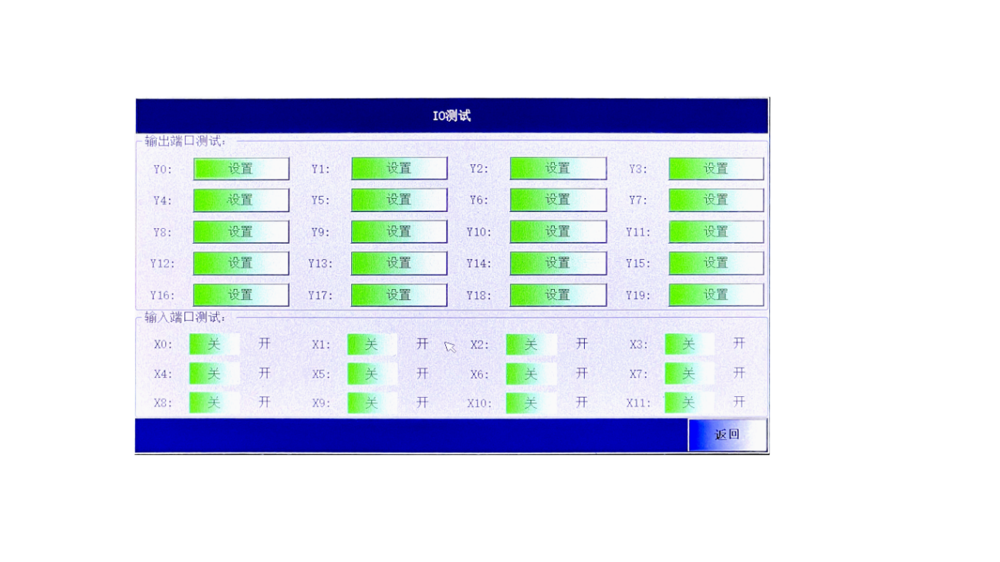 IO测试
输出端口测试：
Y0: 设置 Y1: 设置 Y2: 设置 Y3: 设置
Y4: 设置 Y5: 设置 Y6: 设置 Y7: 设置
Y8: 设置 Y9: 设置 Y10: 设置 Y11: 设置
Y12: 设置 Y13: 设置 Y14: 设置 Y15: 设置
Y16: 设置 Y17: 设置 Y18: 设置 Y19: 设置
输入端口测试：
X0: 关 开 X1: 关 开 X2: 关 开 X3: 关 开
X4: 关 开 X5: 关 开 X6: 关 开 X7: 关 开
X8: 关 开 X9: 关 开 X10: 关 开 X11: 关 开
返回